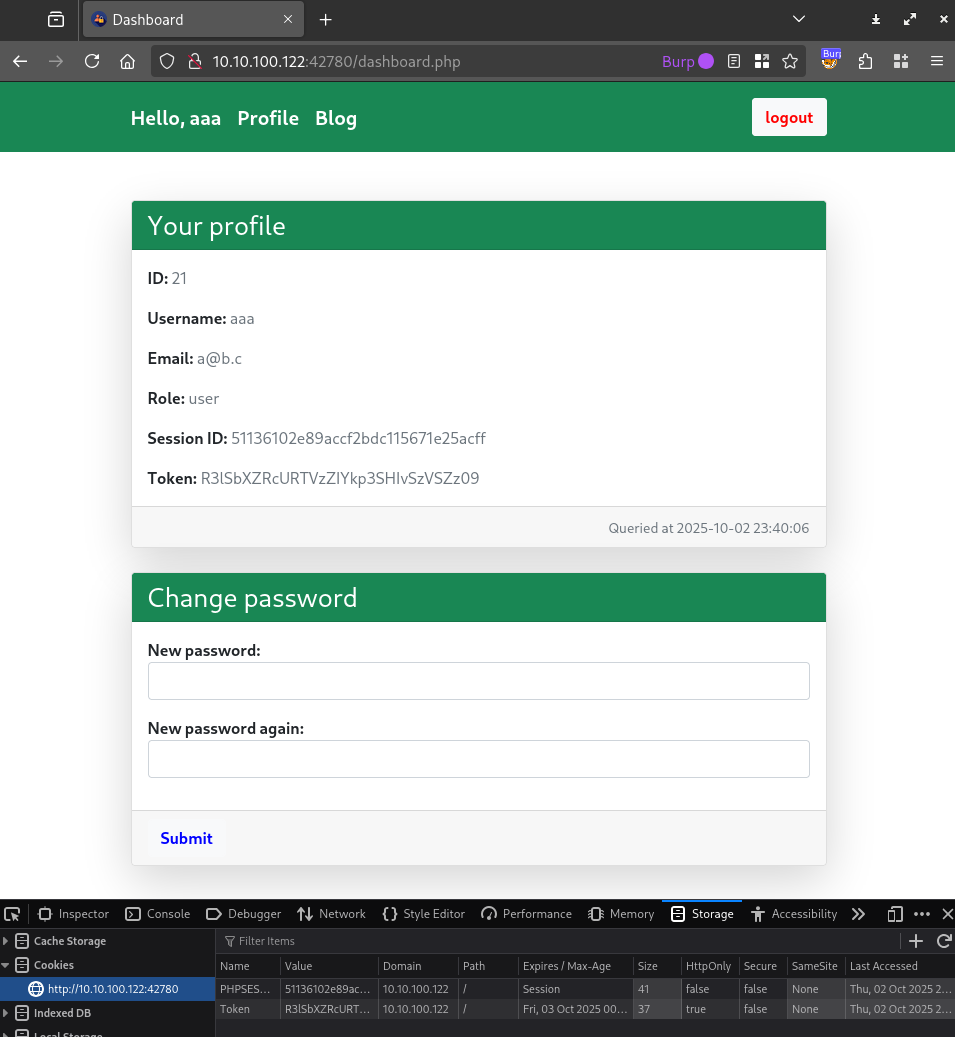 Dashboard
10.10.100.122:42780/dashboard.php
Burp
Burp
Hello, aaa Profile Blog
logout
Your profile
ID: 21
Username: aaa
Email: a@b.c
Role: user
Session ID: 51136102e89accf2bdc115671e25acff
Token: R3lSbXZRcURTVzZIYkp3SHIvSzVSZz09
Queried at 2025-10-02 23:40:06
Change password
New password:
New password again:
Submit
Inspector Console Debugger Network Style Editor Performance Memory Storage Accessibility
Cache Storage
Filter Items
Cookies
Name Value Domain Path Expires / Max-Age Size HttpOnly Secure SameSite Last Accessed
http://10.10.100.122:42780
PHPSES... 51136102e89ac... 10.10.100.122 / Session 41 false false None Thu, 02 Oct 2025 2...
Indexed DB
Token R3lSbXZRcURT... 10.10.100.122 / Fri, 03 Oct 2025 00... 37 true false None Thu, 02 Oct 2025 2...
Local Storage